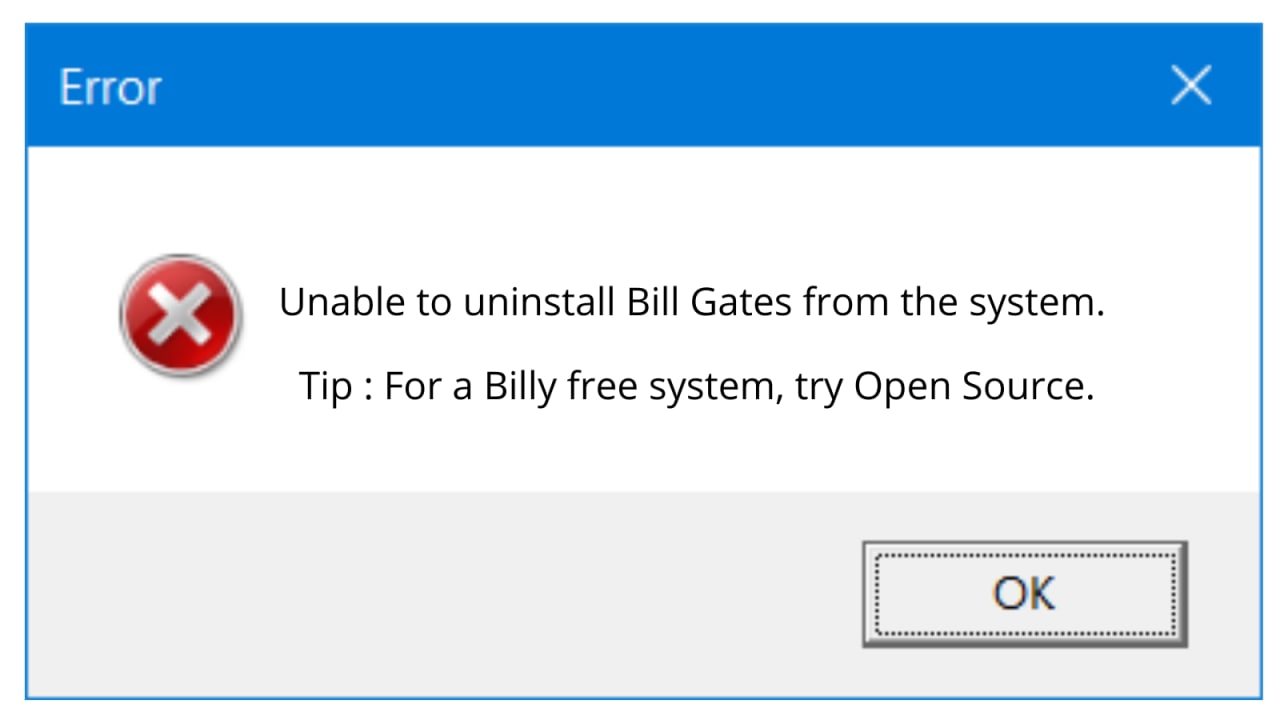 Error
Unable to uninstall Bill Gates from the system.
Tip : For a Billy free system, try Open Source.
OK